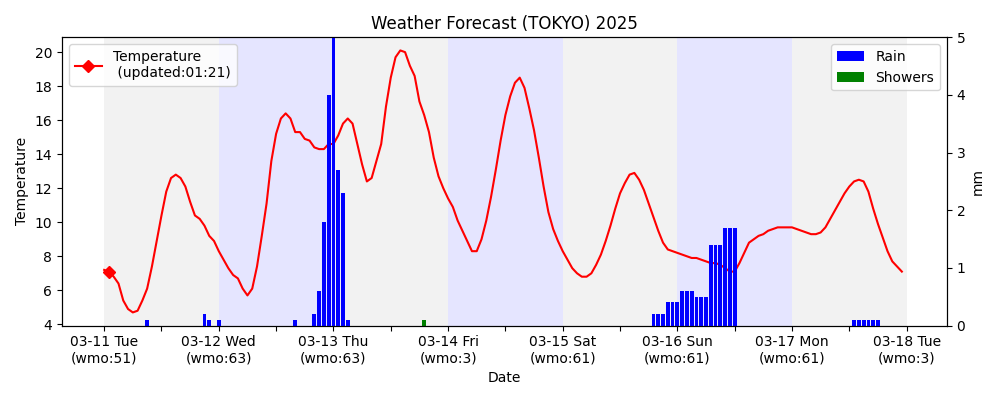 Weather Forecast (TOKYO) 2025
Temperature
(updated:01:21)
Rain
Showers
20
18
16
14
12
10
8
6
4
Temperature
5
4
3
2
1
0
mm
03-11 Tue
(wmo:51)
03-12 Wed
(wmo:63)
03-13 Thu
(wmo:63)
03-14 Fri
(wmo:3)
03-15 Sat
(wmo:61)
03-16 Sun
(wmo:61)
03-17 Mon
(wmo:61)
03-18 Tue
(wmo:3)
Date